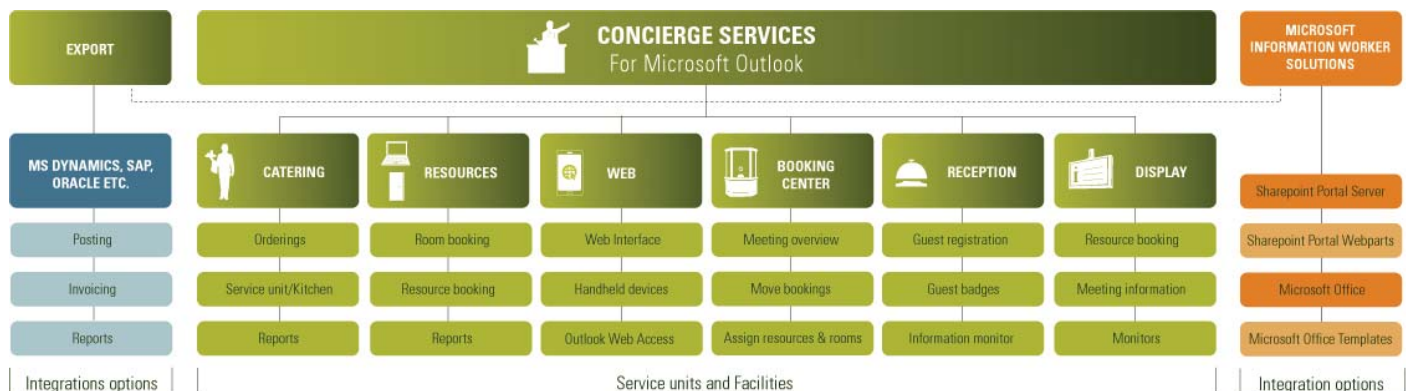 EXPORT
CONCIERGE SERVICES
For Microsoft Outlook
MICROSOFT
INFORMATION WORKER
SOLUTIONS
MS DYNAMICS, SAP,
ORACLE ETC.
CATERING
RESOURCES
WEB
BOOKING
CENTER
RECEPTION
DISPLAY
Sharepoint Portal Server
Posting
Orderings
Room booking
Web Interface
Meeting overview
Guest registration
Resource booking
Sharepoint Portal Webparts
Invoicing
Service unit/Kitchen
Resource booking
Handheld devices
Move bookings
Guest badges
Meeting information
Microsoft Office
Reports
Reports
Reports
Outlook Web Access
Assign resources & rooms
Information monitor
Monitors
Microsoft Office Templates
Integrations options
Service units and Facilities
Integration options